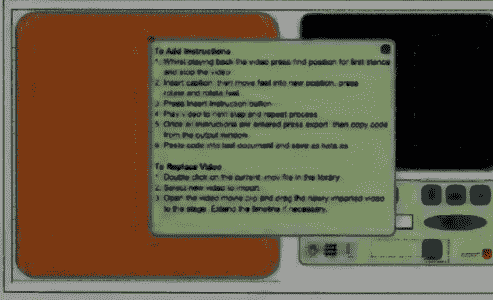 To Add Instructions
1. Whilst playing back the video press find position for first stance
and stop the video
2. Insert caption, then move feet into new position, press
rotate and rotate feet
3. Press Insert Instruction button
4. Play video to next step and repeat process
5. Once all instructions are entered press export, then copy code
from the output window
6. Paste code into text document and save as
To Replace Video
1. Double click on the current .mov file in the library
2. Select new video to import
3. Open the video movie clip and drag the newly imported video
to the stage. Extend the timeline if necessary.